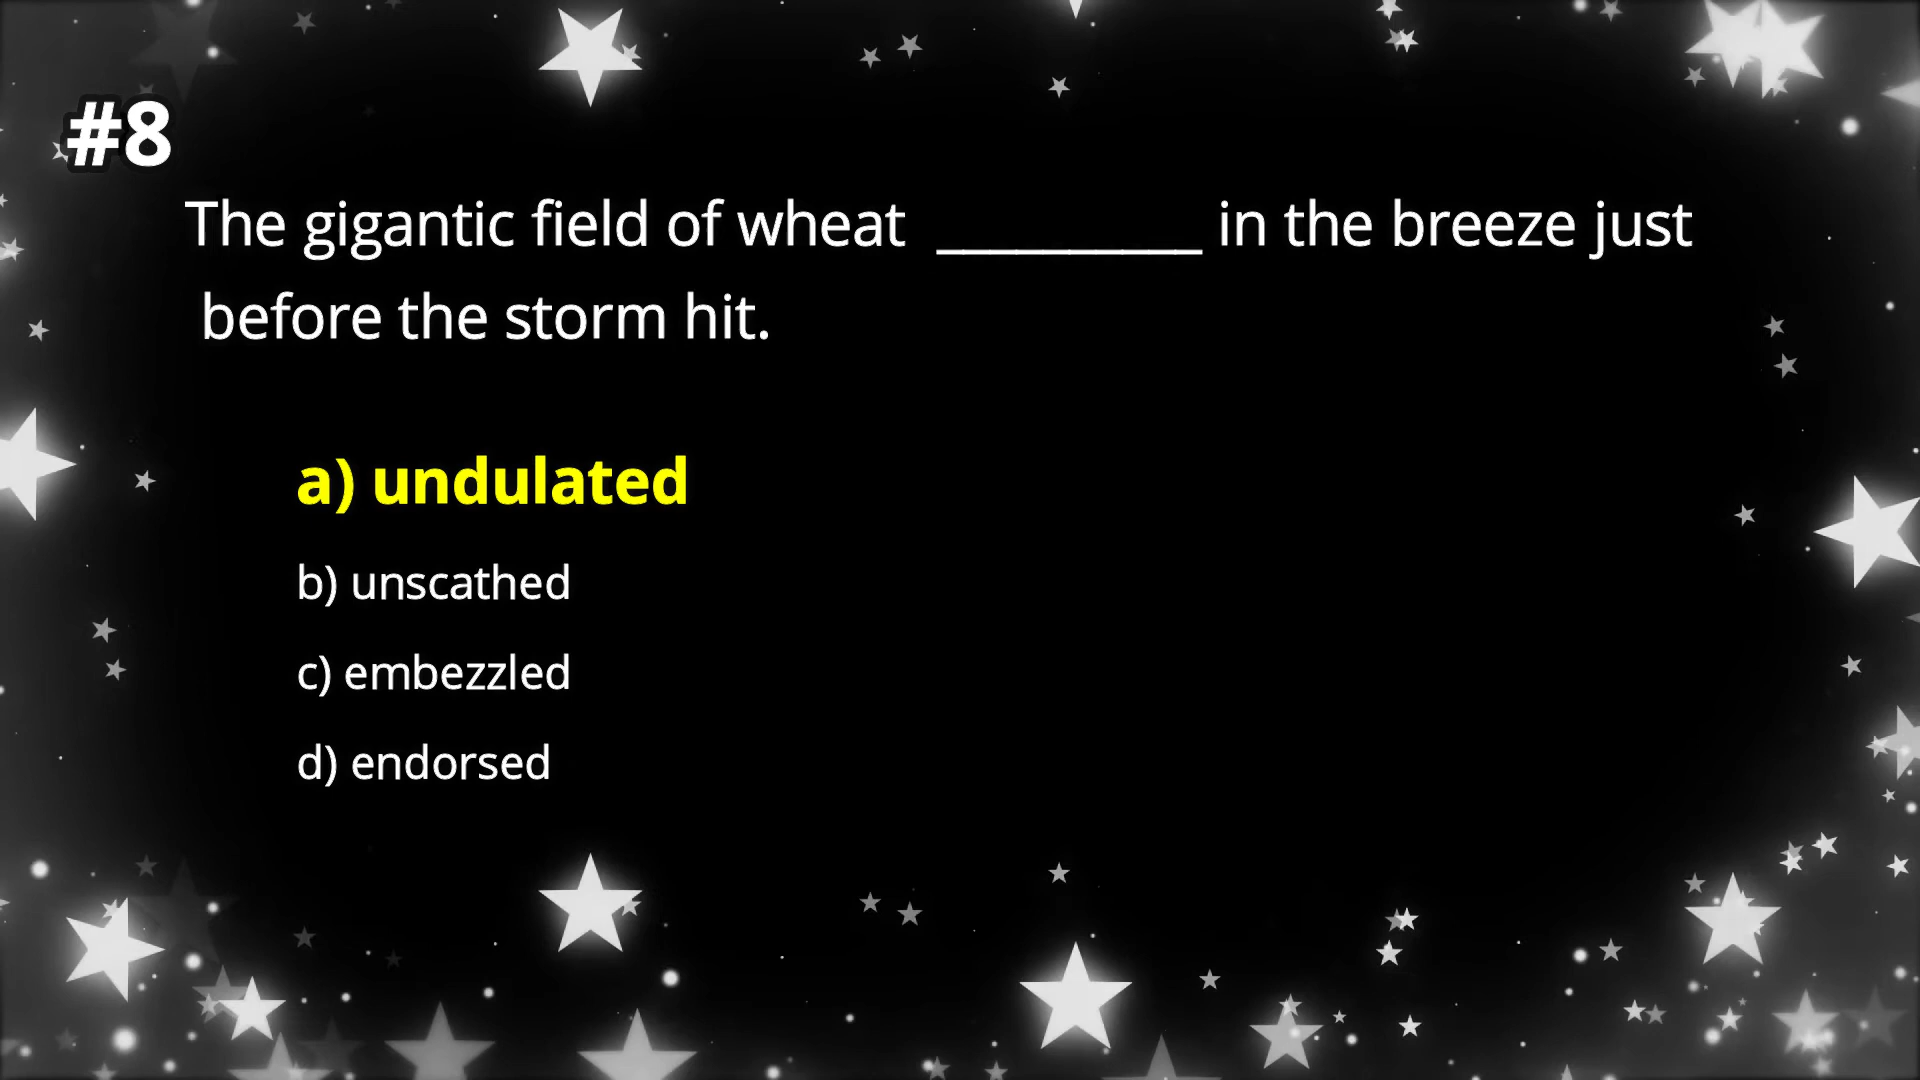 #8
The gigantic field of wheat __________ in the breeze just
before the storm hit.
a) undulated
b) unscathed
c) embezzled
d) endorsed